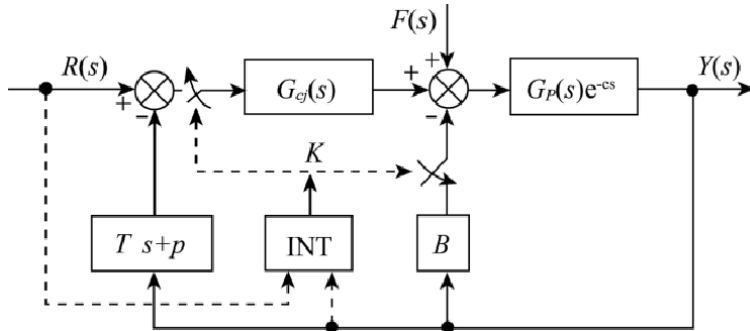 F(s)
R(s)
Y(s)
+
+
+
−
−
G_cj(s)
G_P(s)e^-cs
K
T s+p
INT
B